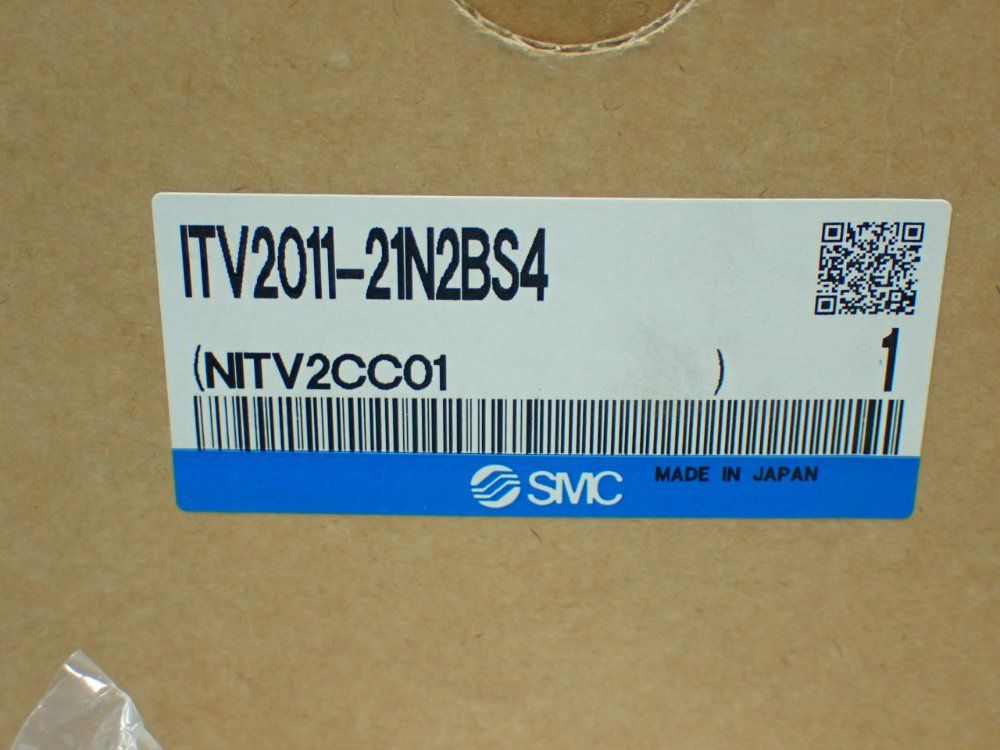 ITV2011-21N2BS4
(NITV2CC01 )
1
SMC
MADE IN JAPAN